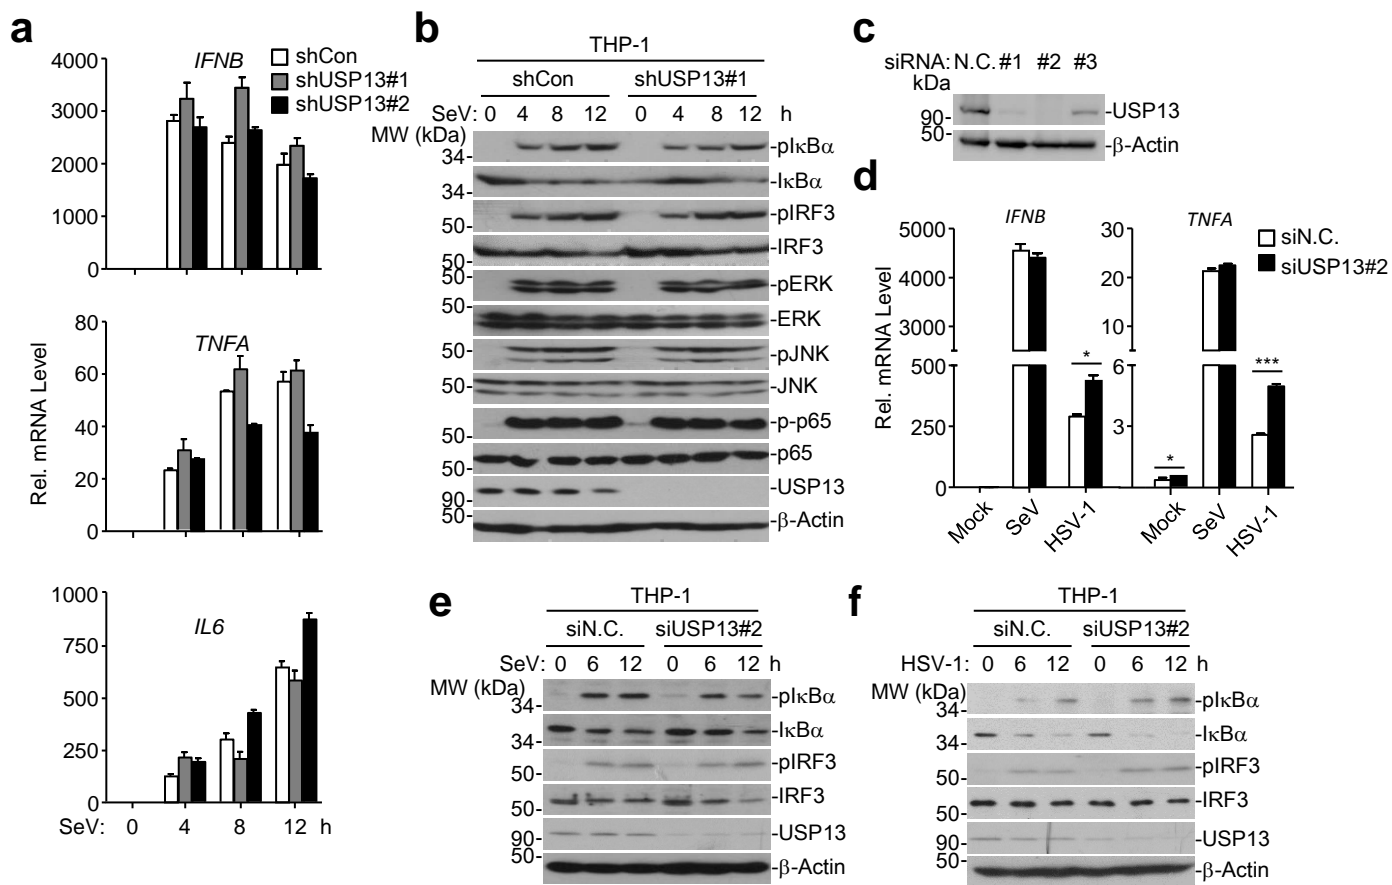 a
IFNB
shCon
shUSP13#1
shUSP13#2
4000
3000
2000
1000
0
TNFA
80
60
40
20
0
Rel. mRNA Level
IL6
1000
750
500
250
0
SeV: 0 4 8 12 h
b
THP-1
shCon shUSP13#1
SeV: 0 4 8 12 0 4 8 12 h
MW (kDa)
34- -pIκBα
34- -IκBα
50- -pIRF3
50- -IRF3
50- -pERK
50- -ERK
50- -pJNK
50- -JNK
50- -p-p65
50- -p65
90- -USP13
50- -β-Actin
c
siRNA: N.C. #1 #2 #3
kDa
90- -USP13
50- -β-Actin
d
IFNB TNFA
siN.C.
siUSP13#2
Rel. mRNA Level
5000
4000
3000
500
250
0
*
Mock SeV HSV-1
30
20
10
6
3
* ***
Mock SeV HSV-1
e
THP-1
siN.C. siUSP13#2
SeV: 0 6 12 0 6 12 h
MW (kDa)
34- -pIκBα
34- -IκBα
50- -pIRF3
50- -IRF3
90- -USP13
50- -β-Actin
f
THP-1
siN.C. siUSP13#2
HSV-1: 0 6 12 0 6 12 h
MW (kDa)
34- -pIκBα
34- -IκBα
50- -pIRF3
50- -IRF3
90- -USP13
50- -β-Actin